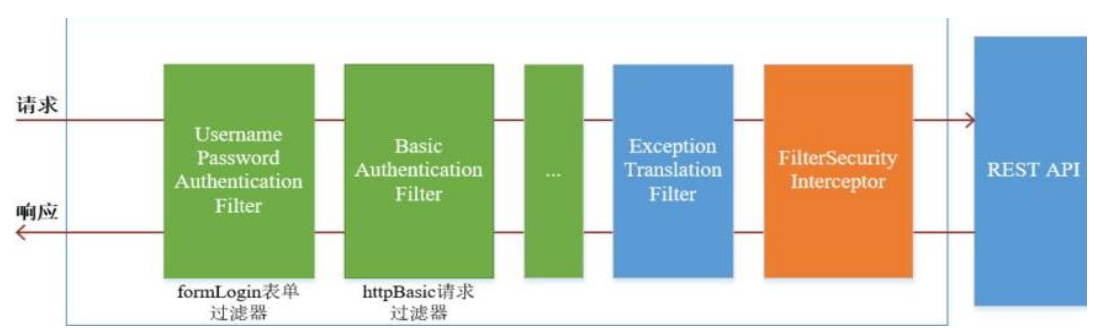 请求
响应
Username
Password
Authentication
Filter
Basic
Authentication
Filter
...
Exception
Translation
Filter
FilterSecurity
Interceptor
REST API
formLogin表单
过滤器
httpBasic请求
过滤器